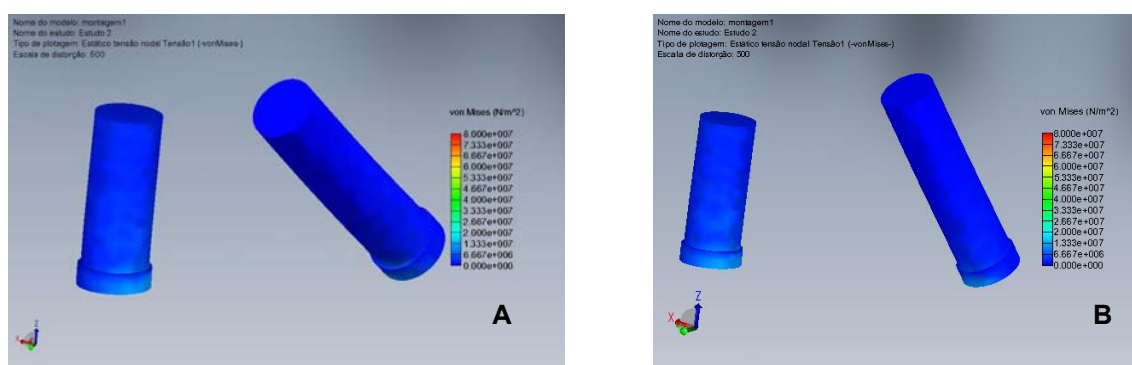 Nome do modelo: montagem1
Nome do estudo: Estudo 2
Tipo de plotagem: Estático tensão nodal Tensão1 (-vonMises-)
Escala de distorção: 500
von Mises (N/m^2)
8.000e+007
7.333e+007
6.667e+007
6.000e+007
5.333e+007
4.667e+007
4.000e+007
3.333e+007
2.667e+007
2.000e+007
1.333e+007
6.667e+006
0.000e+000
Z
X
A
Nome do modelo: montagem1
Nome do estudo: Estudo 2
Tipo de plotagem: Estático tensão nodal Tensão1 (-vonMises-)
Escala de distorção: 500
von Mises (N/m^2)
8.000e+007
7.333e+007
6.667e+007
6.000e+007
5.333e+007
4.667e+007
4.000e+007
3.333e+007
2.667e+007
2.000e+007
1.333e+007
6.667e+006
0.000e+000
Z
X
B